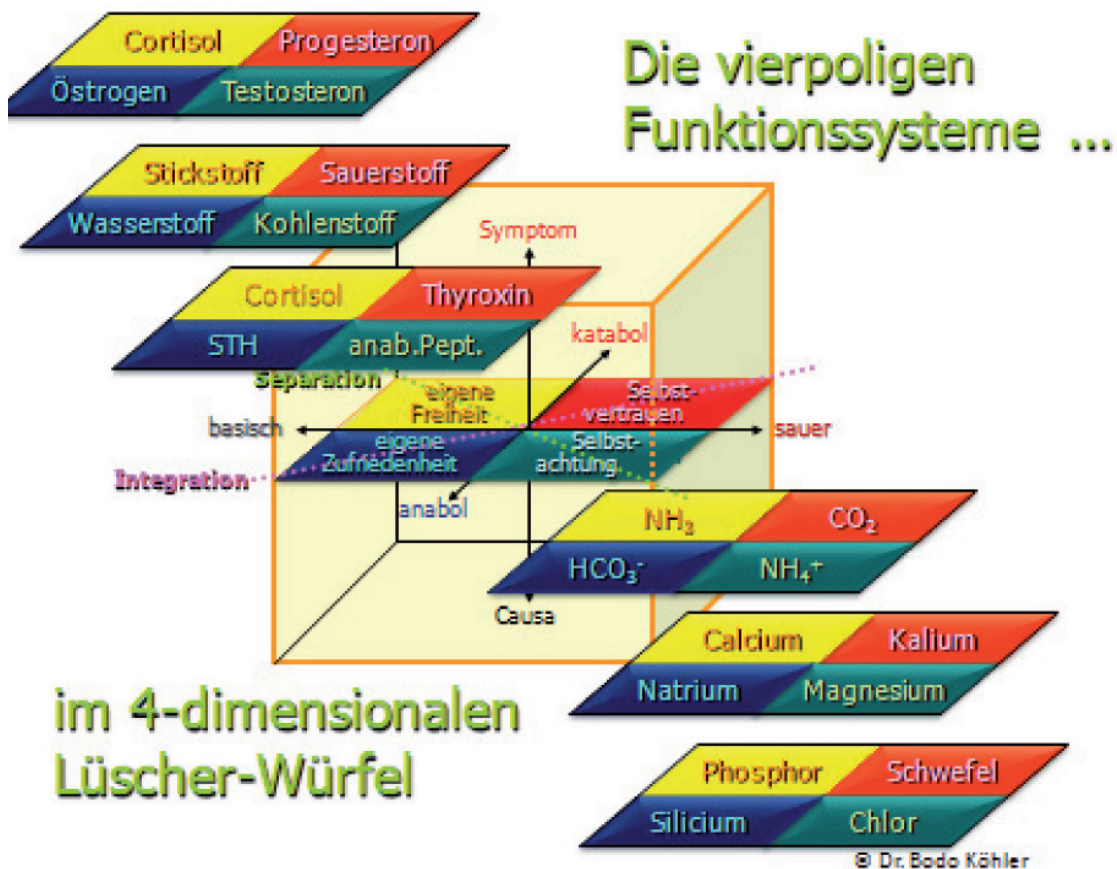 Die vierpoligen
Funktionssysteme ...
Cortisol Progesteron
Östrogen Testosteron
Stickstoff Sauerstoff
Wasserstoff Kohlenstoff
Symptom
Cortisol Thyroxin
STH anab.Pept.
katabol
Separation
eigene
Freiheit
Selbst-
vertrauen
basisch
sauer
eigene
Zufriedenheit
Selbst-
achtung
Integration
anabol
NH₃ CO₂
HCO₃⁻ NH₄⁺
Causa
Calcium Kalium
Natrium Magnesium
im 4-dimensionalen
Lüscher-Würfel
Phosphor Schwefel
Silicium Chlor
© Dr. Bodo Köhler